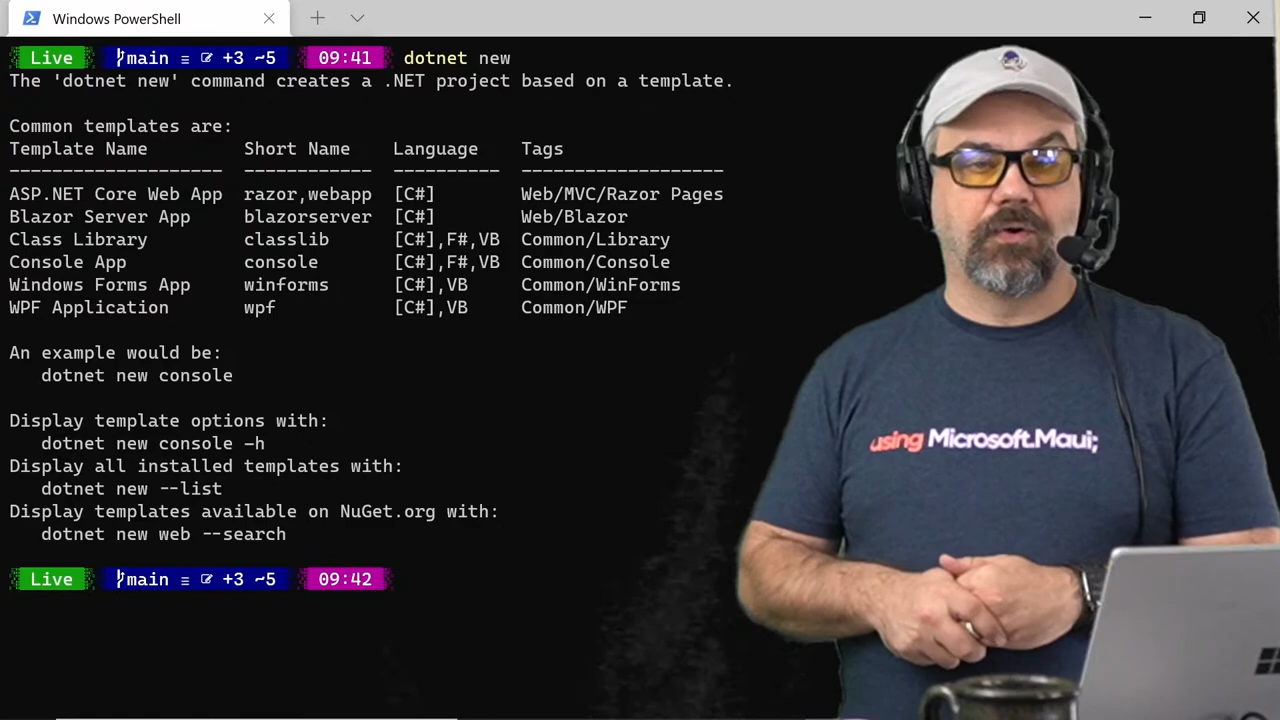 Windows PowerShell
Live main ≡ +3 ~5 09:41 dotnet new
The 'dotnet new' command creates a .NET project based on a template.
Common templates are:
Template Name Short Name Language Tags
-------------------- ------------ ---------- -------------------
ASP.NET Core Web App razor,webapp [C#] Web/MVC/Razor Pages
Blazor Server App blazorserver [C#] Web/Blazor
Class Library classlib [C#],F#,VB Common/Library
Console App console [C#],F#,VB Common/Console
Windows Forms App winforms [C#],VB Common/WinForms
WPF Application wpf [C#],VB Common/WPF
An example would be:
dotnet new console
Display template options with:
dotnet new console -h
Display all installed templates with:
dotnet new --list
Display templates available on NuGet.org with:
dotnet new web --search
Live main ≡ +3 ~5 09:42
using Microsoft.Maui;